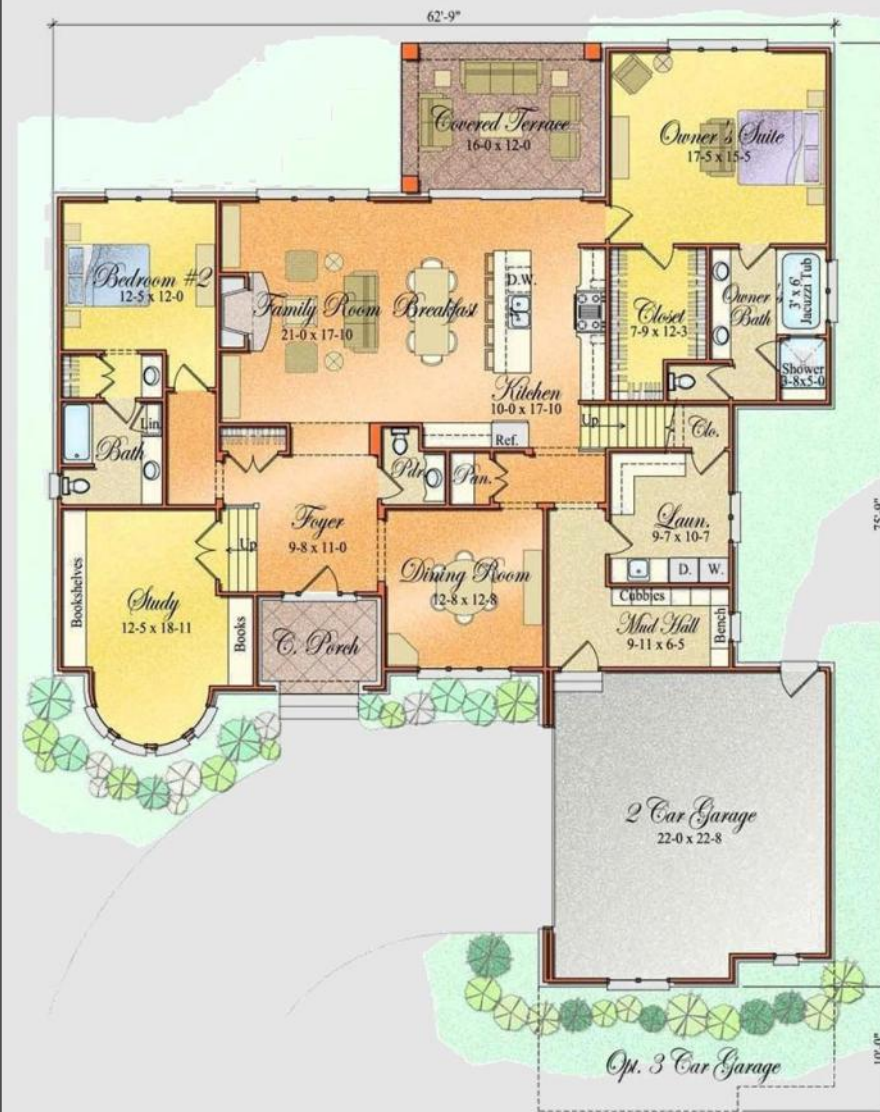 62'-9"
Covered Terrace
16-0 x 12-0
Owner's Suite
17-5 x 15-5
Bedroom #2
12-5 x 12-0
Family Room
21-0 x 17-10
Breakfast
D.W.
Kitchen
10-0 x 17-10
Closet
7-9 x 12-3
Owner's
Bath
3' x 6'
Jacuzzi Tub
Shower
3-8x5-0
Lin.
Bath
Up
Clo.
Ref.
Pdr.
Pan.
Foyer
9-8 x 11-0
Up
Laun.
9-7 x 10-7
D.
W.
75'-9"
Dining Room
12-8 x 12-8
Bookshelves
Study
12-5 x 18-11
Books
C. Porch
Cubbies
Mud Hall
9-11 x 6-5
Bench
2 Car Garage
22-0 x 22-8
Opt. 3 Car Garage
10'-0"